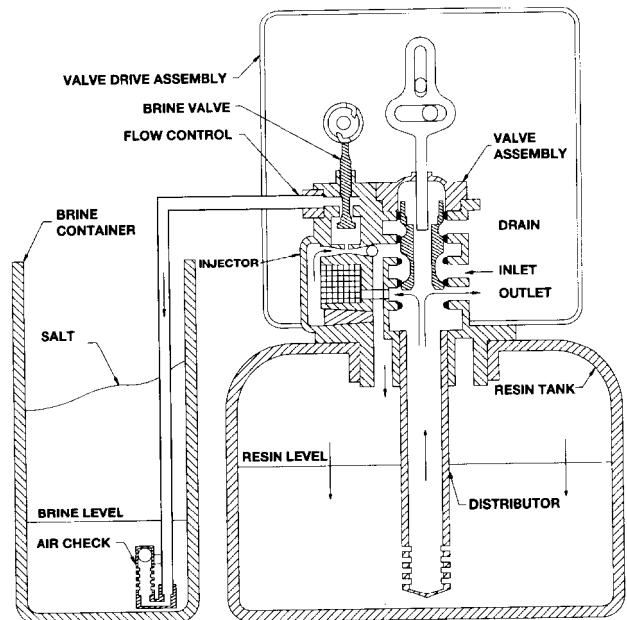 VALVE DRIVE ASSEMBLY
BRINE VALVE
FLOW CONTROL
VALVE
ASSEMBLY
BRINE
CONTAINER
DRAIN
INJECTOR
INLET
OUTLET
SALT
RESIN TANK
RESIN LEVEL
DISTRIBUTOR
BRINE LEVEL
AIR CHECK